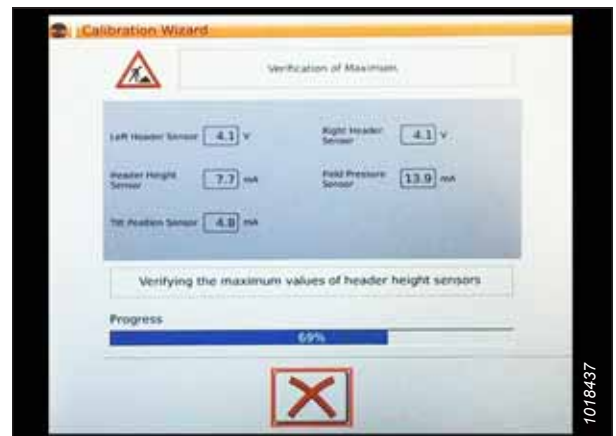 Calibration Wizard
Verification of Maximum
Left Header Sensor 4.1 V
Right Header Sensor 4.1 V
Header Height Sensor 7.7 mA
Field Pressure Sensor 13.9 mA
Tilt Position Sensor 4.8 mA
Verifying the maximum values of header height sensors
Progress
69%
1018437